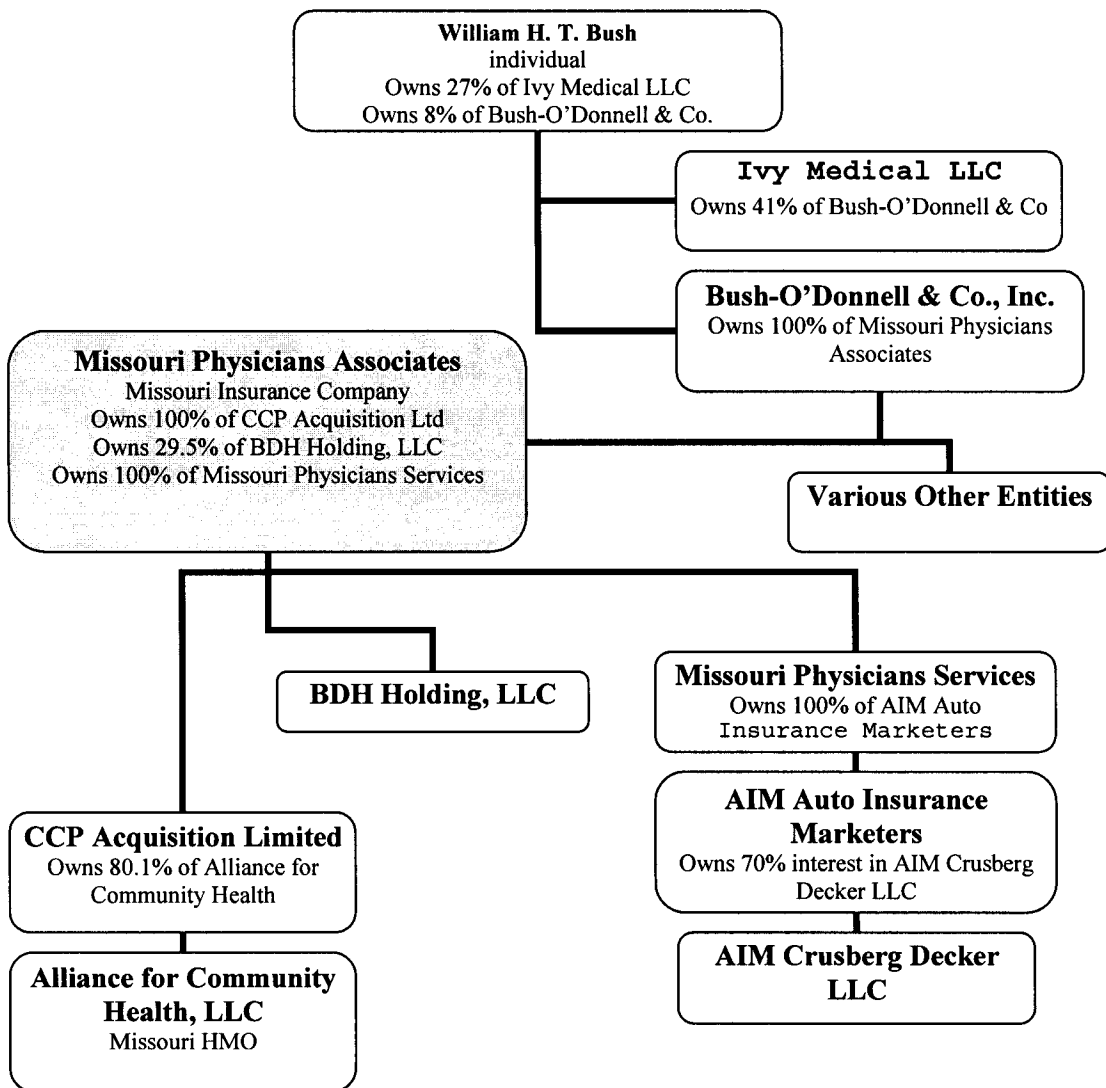 William H. T. Bush
individual
Owns 27% of Ivy Medical LLC
Owns 8% of Bush-O’Donnell & Co.
Ivy Medical LLC
Owns 41% of Bush-O’Donnell & Co
Bush-O’Donnell & Co., Inc.
Owns 100% of Missouri Physicians
Associates
Missouri Physicians Associates
Missouri Insurance Company
Owns 100% of CCP Acquisition Ltd
Owns 29.5% of BDH Holding, LLC
Owns 100% of Missouri Physicians Services
Various Other Entities
BDH Holding, LLC
Missouri Physicians Services
Owns 100% of AIM Auto
Insurance Marketers
AIM Auto Insurance
Marketers
Owns 70% interest in AIM Crusberg
Decker LLC
AIM Crusberg Decker
LLC
CCP Acquisition Limited
Owns 80.1% of Alliance for
Community Health
Alliance for Community
Health, LLC
Missouri HMO